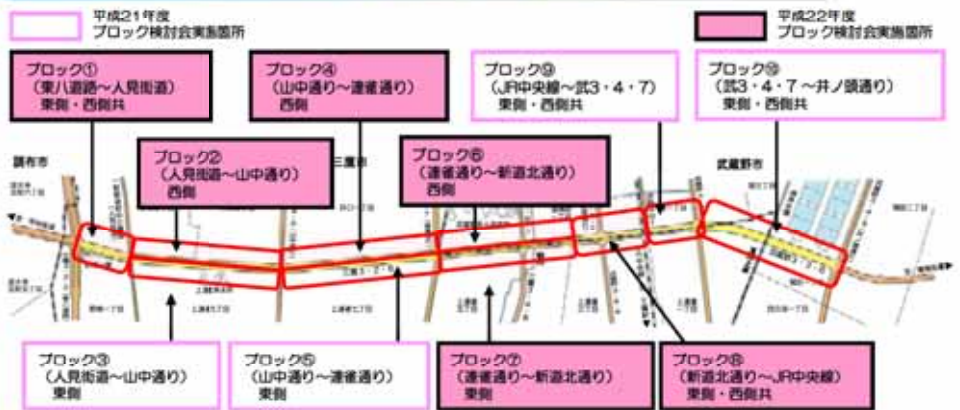 平成21年度
ブロック検討会実施箇所
平成22年度
ブロック検討会実施箇所
ブロック①
(東八道路～人見街道)
東側・西側共
ブロック④
(山中通り～連雀通り)
西側
ブロック⑨
(JR中央線～武3・4・7)
東側・西側共
ブロック⑩
(武3・4・7～井ノ頭通り)
東側・西側共
ブロック②
(人見街道～山中通り)
西側
ブロック⑥
(連雀通り～新道北通り)
西側
調布市
三鷹市
武蔵野市
ブロック③
(人見街道～山中通り)
東側
ブロック⑤
(山中通り～連雀通り)
東側
ブロック⑦
(連雀通り～新道北通り)
東側
ブロック⑧
(新道北通り～JR中央線)
東側・西側共